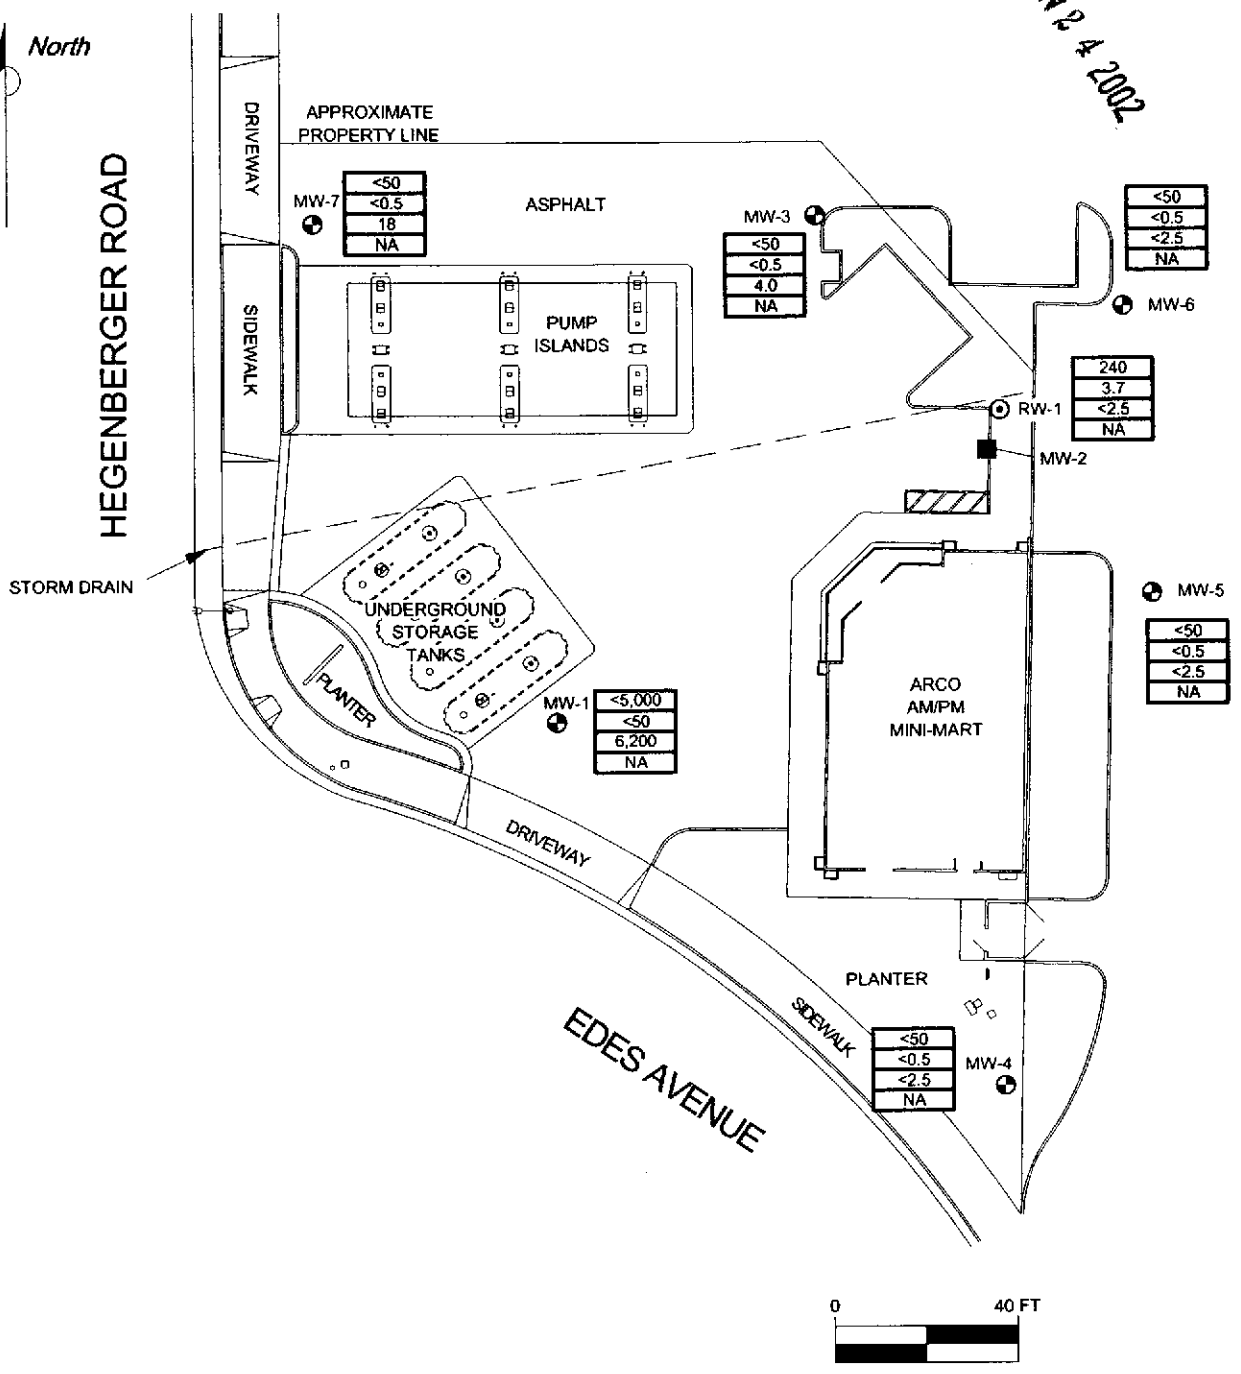 North
N 2 4 2002
HEGENBERGER ROAD
DRIVEWAY
APPROXIMATE
PROPERTY LINE
MW-7
<50
<0.5
18
NA
ASPHALT
MW-3
<50
<0.5
4.0
NA
<50
<0.5
<2.5
NA
MW-6
SIDEWALK
PUMP
ISLANDS
240
3.7
<2.5
NA
RW-1
MW-2
STORM DRAIN
UNDERGROUND
STORAGE
TANKS
PLANTER
MW-1
<5,000
<50
6,200
NA
ARCO
AM/PM
MINI-MART
MW-5
<50
<0.5
<2.5
NA
DRIVEWAY
PLANTER
SIDEWALK
EDES AVENUE
<50
<0.5
<2.5
NA
MW-4
0
40 FT